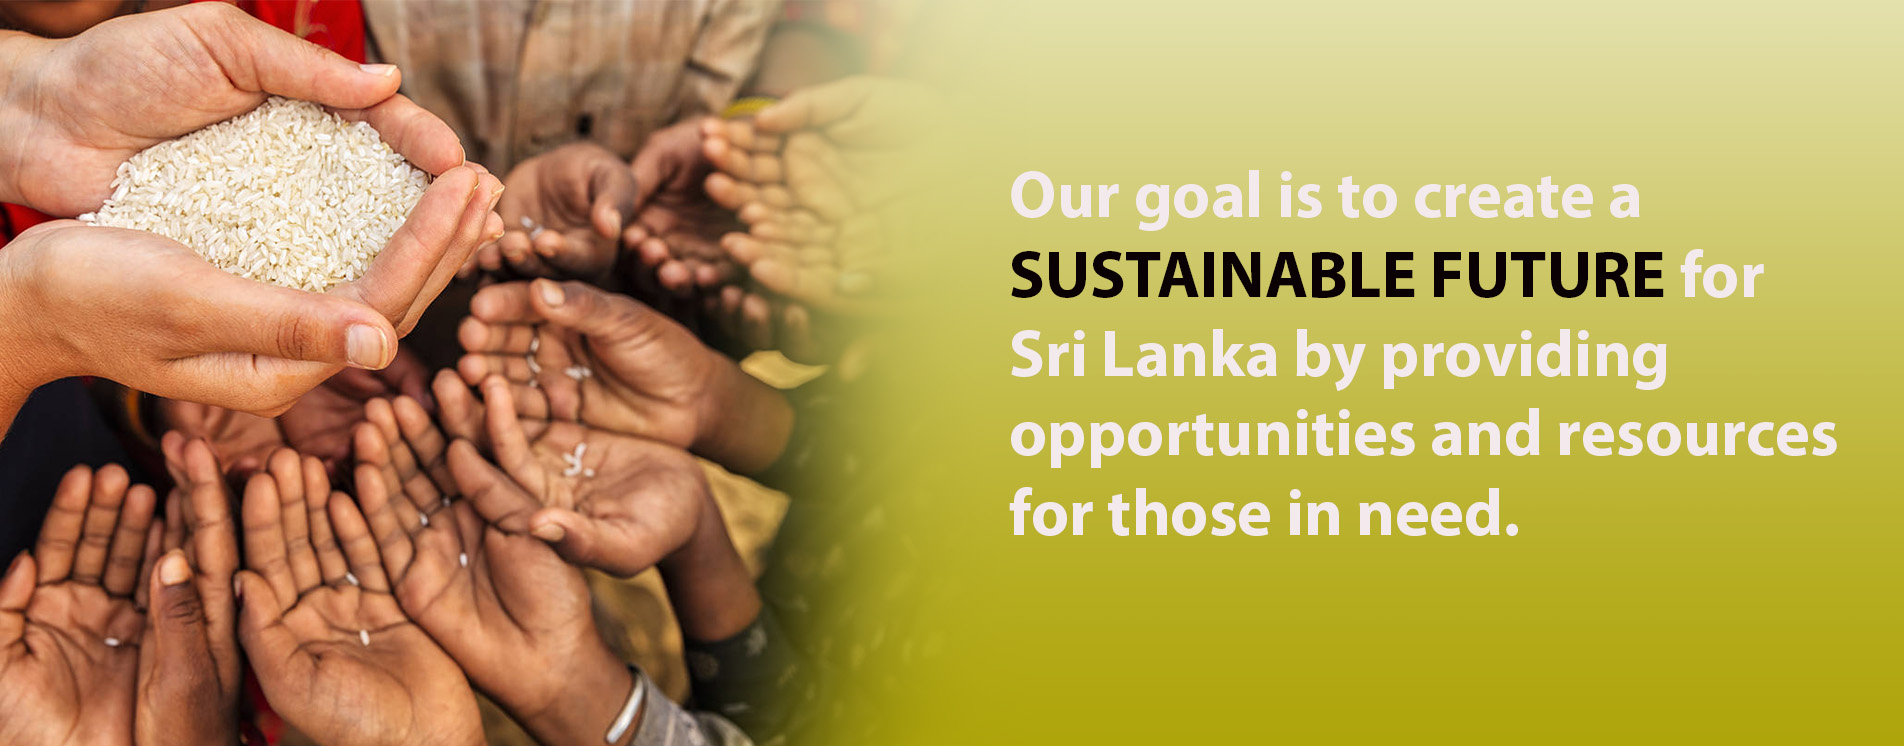 Our goal is to create a
SUSTAINABLE FUTURE for
Sri Lanka by providing
opportunities and resources
for those in need.